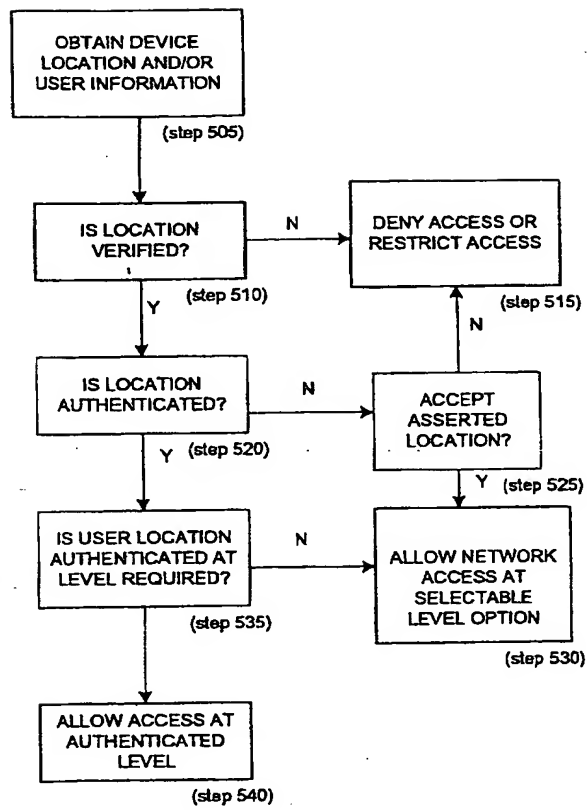 OBTAIN DEVICE
LOCATION AND/OR
USER INFORMATION
(step 505)
IS LOCATION
VERIFIED?
(step 510)
N
DENY ACCESS OR
RESTRICT ACCESS
(step 515)
Y
N
IS LOCATION
AUTHENTICATED?
(step 520)
N
ACCEPT
ASSERTED
LOCATION?
(step 525)
Y
Y
IS USER LOCATION
AUTHENTICATED AT
LEVEL REQUIRED?
(step 535)
N
ALLOW NETWORK
ACCESS AT
SELECTABLE
LEVEL OPTION
(step 530)
ALLOW ACCESS AT
AUTHENTICATED
LEVEL
(step 540)